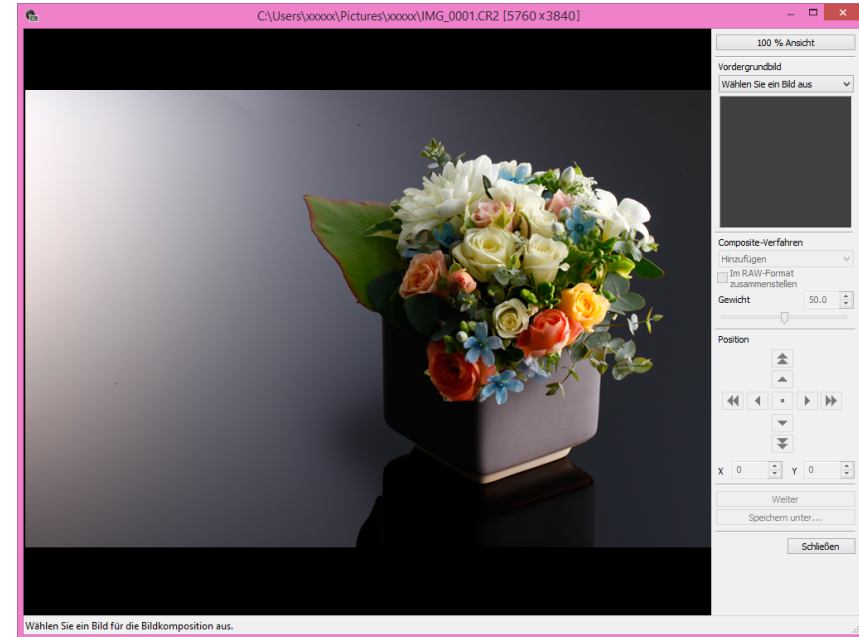 C:\Users\xxxxx\Pictures\xxxxx\IMG_0001.CR2 [5760 x3840]
100 % Ansicht
Vordergrundbild
Wählen Sie ein Bild aus
Composite-Verfahren
Hinzufügen
Im RAW-Format
zusammenstellen
Gewicht 50.0
Position
X 0 Y 0
Weiter
Speichern unter...
Schließen
Wählen Sie ein Bild für die Bildkomposition aus.